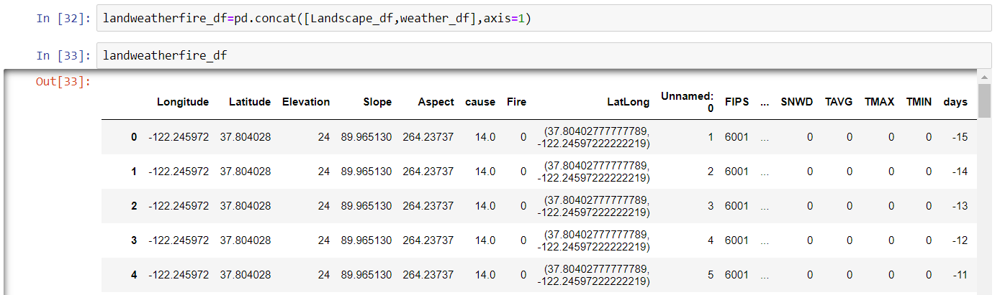 In [32]: landweatherfire_df=pd.concat([Landscape_df,weather_df],axis=1)
In [33]: landweatherfire_df
Out[33]:
Longitude Latitude Elevation Slope Aspect cause Fire LatLong Unnamed: 0 FIPS ... SNWD TAVG TMAX TMIN days
0 -122.245972 37.804028 24 89.965130 264.23737 14.0 0 (37.80402777777789, -122.24597222222219) 1 6001 ... 0 0 0 0 -15
1 -122.245972 37.804028 24 89.965130 264.23737 14.0 0 (37.80402777777789, -122.24597222222219) 2 6001 ... 0 0 0 0 -14
2 -122.245972 37.804028 24 89.965130 264.23737 14.0 0 (37.80402777777789, -122.24597222222219) 3 6001 ... 0 0 0 0 -13
3 -122.245972 37.804028 24 89.965130 264.23737 14.0 0 (37.80402777777789, -122.24597222222219) 4 6001 ... 0 0 0 0 -12
4 -122.245972 37.804028 24 89.965130 264.23737 14.0 0 (37.80402777777789, -122.24597222222219) 5 6001 ... 0 0 0 0 -11